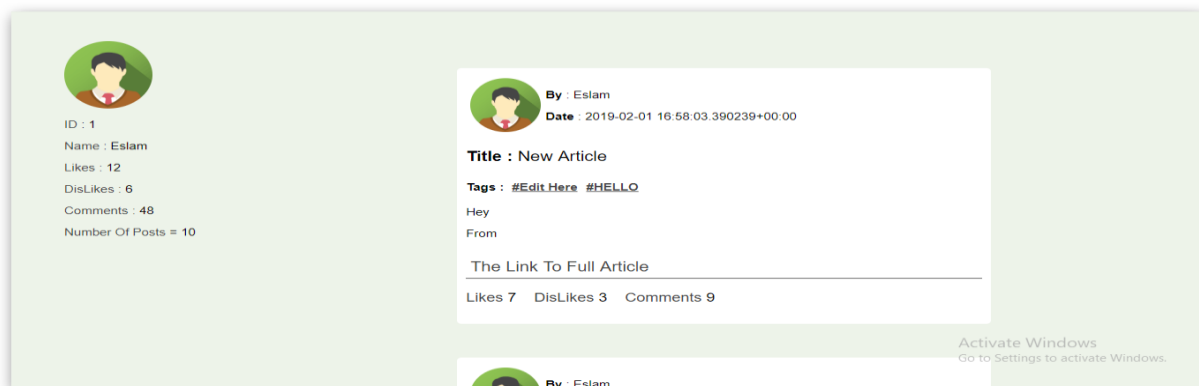 ID : 1
Name : Eslam
Likes : 12
DisLikes : 6
Comments : 48
Number Of Posts = 10
By : Eslam
Date : 2019-02-01 16:58:03.390239+00:00
Title : New Article
Tags : #Edit Here #HELLO
Hey
From
The Link To Full Article
Likes 7 DisLikes 3 Comments 9
Activate Windows
Go to Settings to activate Windows.
By : Eslam